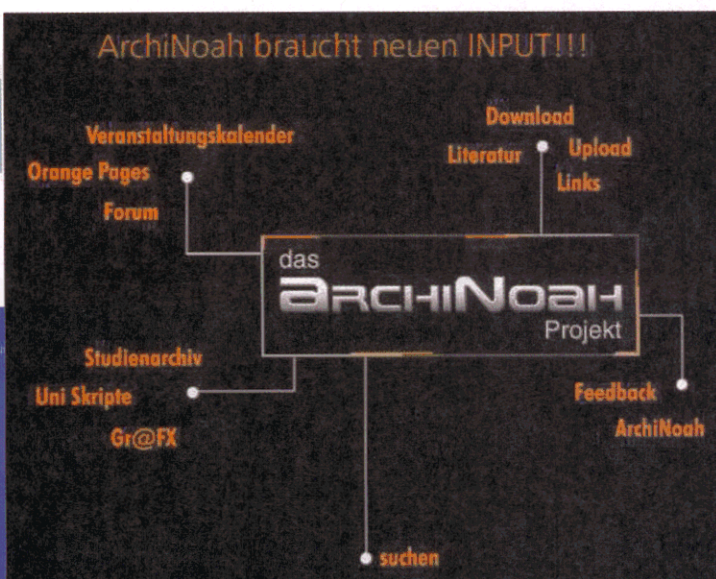 ArchiNoah braucht neuen INPUT!!!
Veranstaltungskalender
Orange Pages
Forum
Download
Literatur
Upload
Links
das
ARCHINOAH
Projekt
Studienarchiv
Uni Skripte
Gr@FX
Feedback
ArchiNoah
suchen